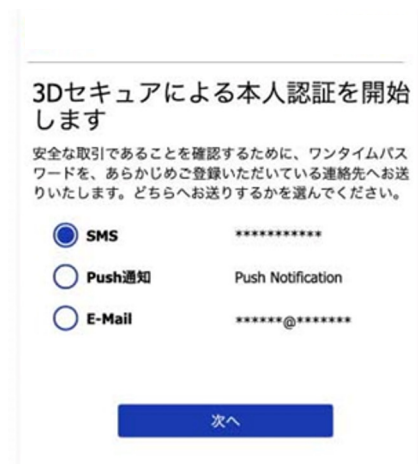 3Dセキュアによる本人認証を開始
します
安全な取引であることを確認するために、ワンタイムパス
ワードを、あらかじめご登録いただいている連絡先へお送
りいたします。どちらへお送りするかを選んでください。
SMS ***********
Push通知 Push Notification
E-Mail ******@*******
次へ